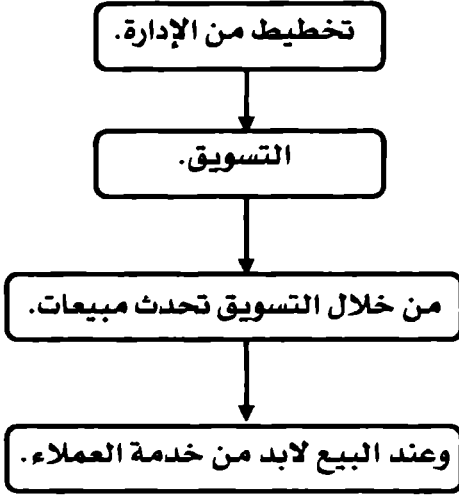 تخطيط من الإدارة.
التسويق.
من خلال التسويق تحدث مبيعات.
وعند البيع لابد من خدمة العملاء.